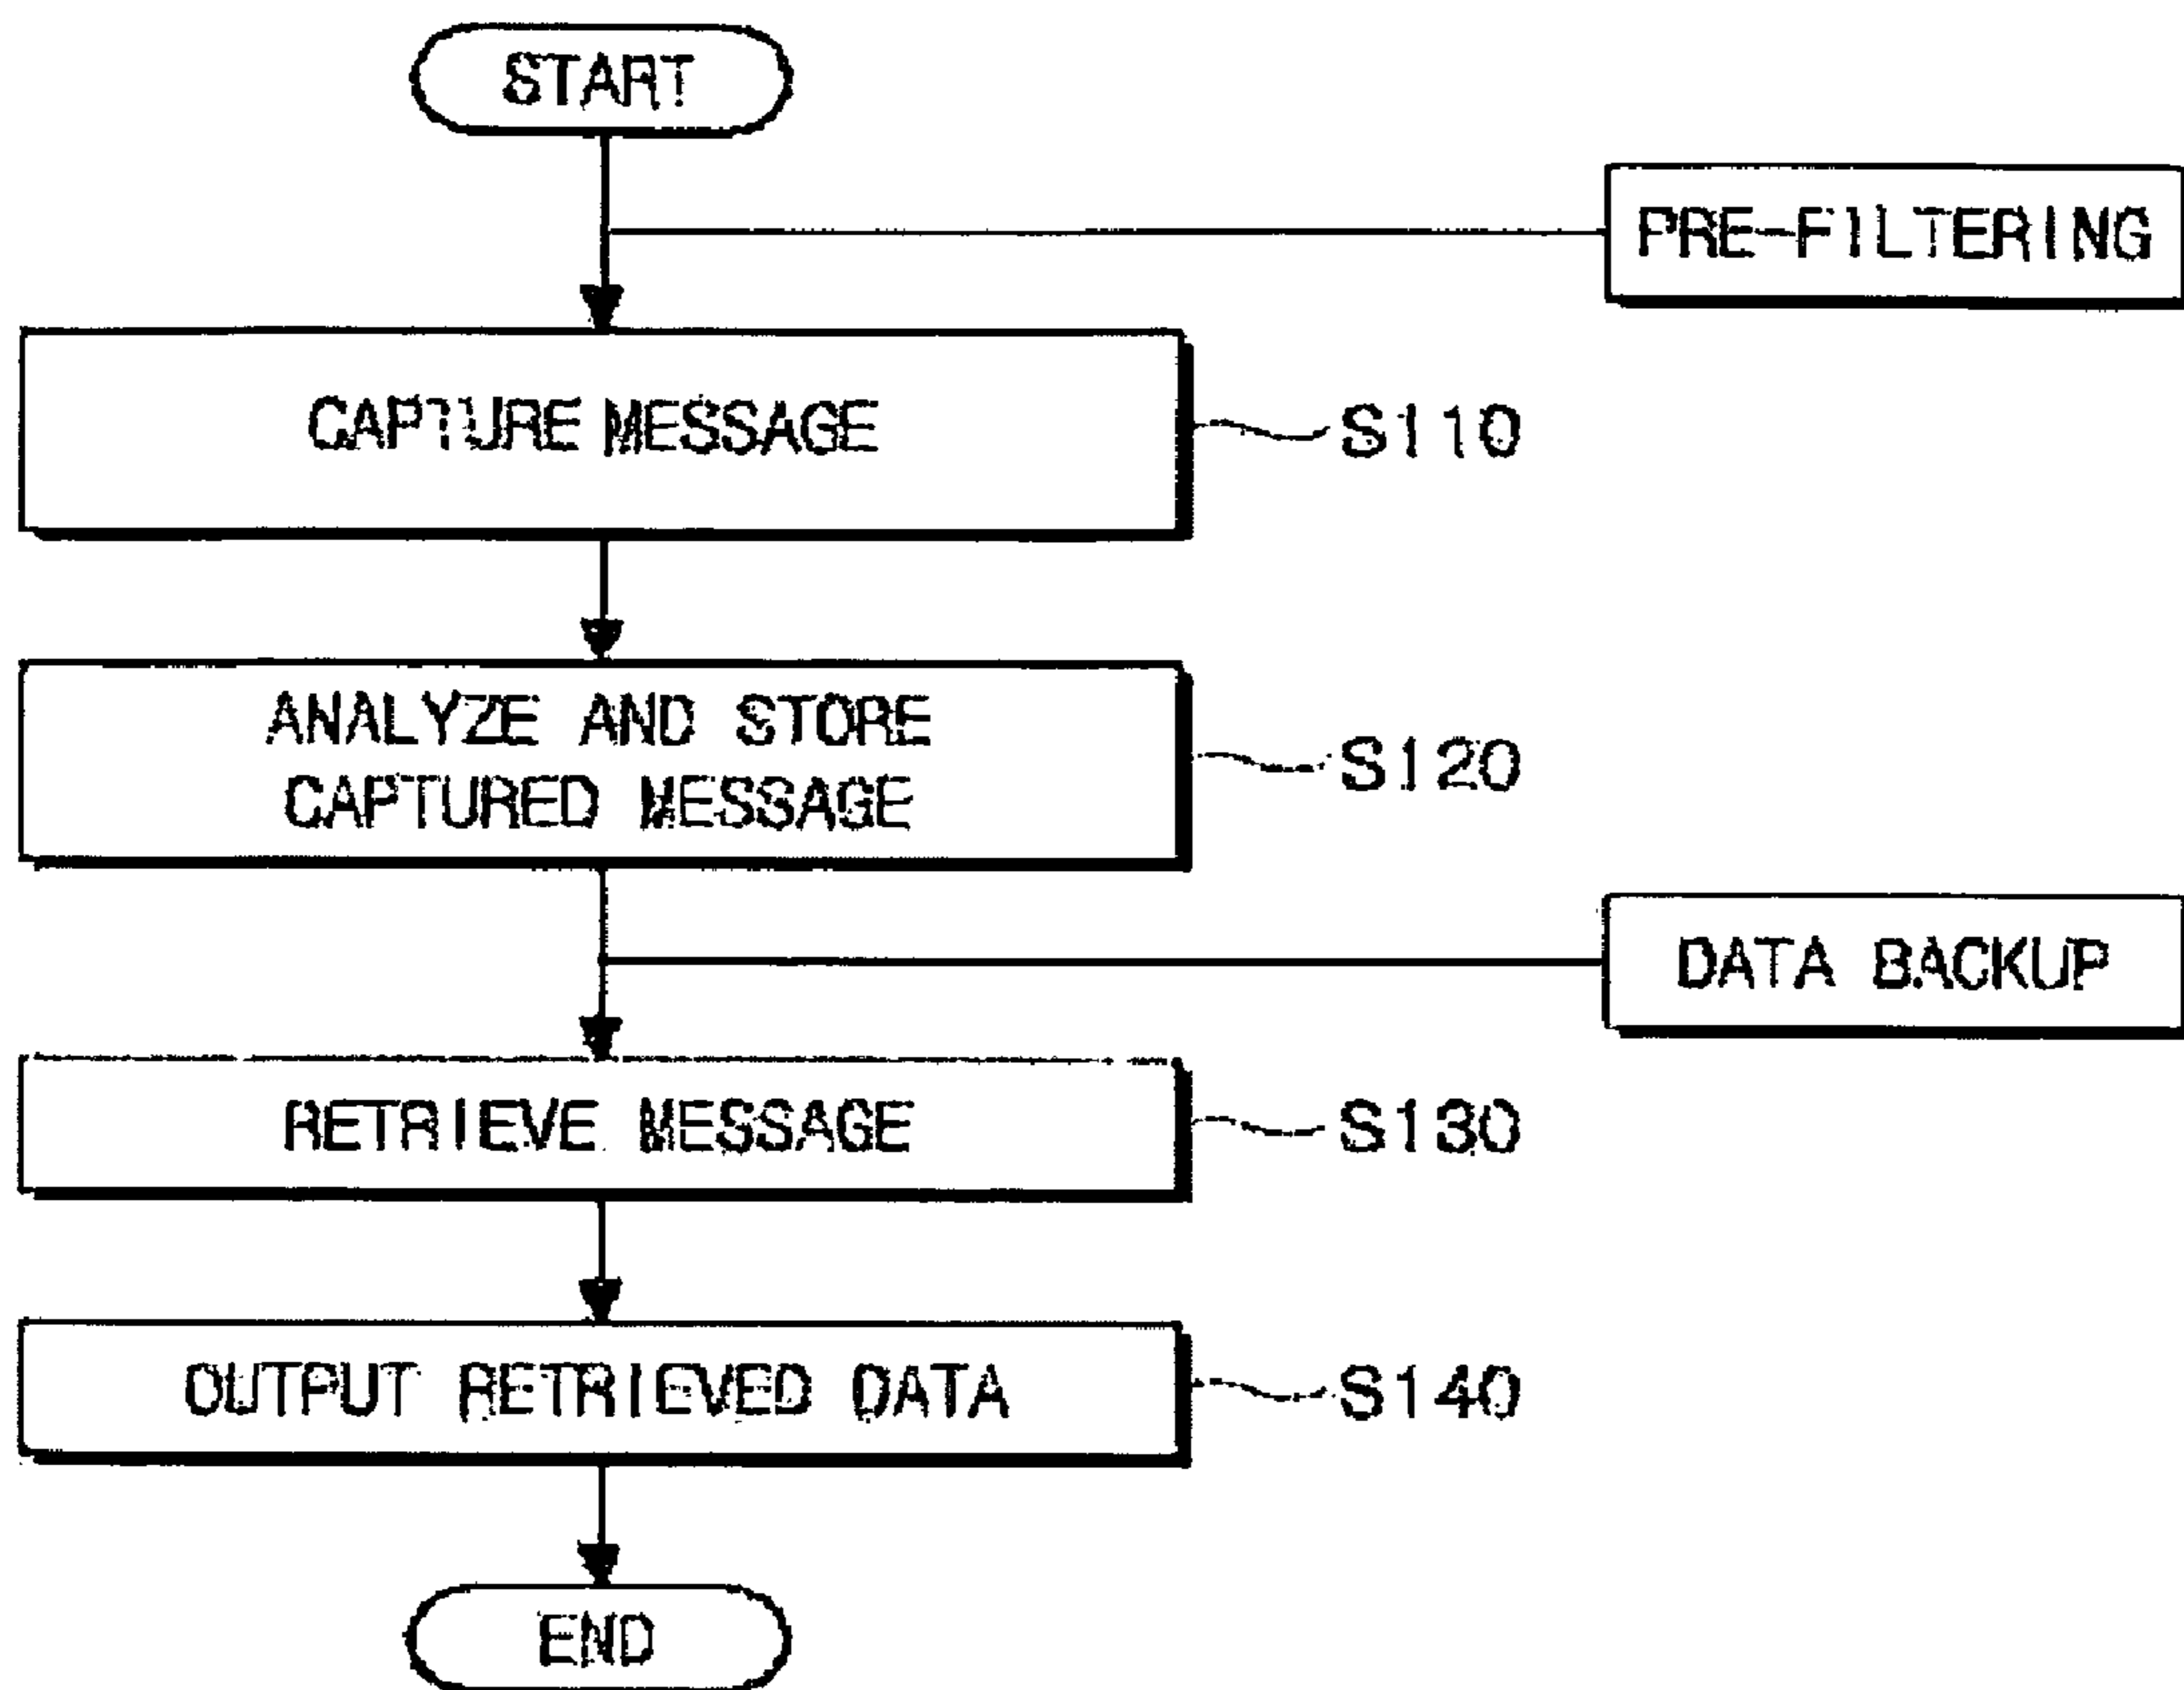 START
PRE-FILTERING
CAPTURE MESSAGE
S110
ANALYZE AND STORE
CAPTURED MESSAGE
S120
DATA BACKUP
RETRIEVE MESSAGE
S130
OUTPUT RETRIEVED DATA
S140
END